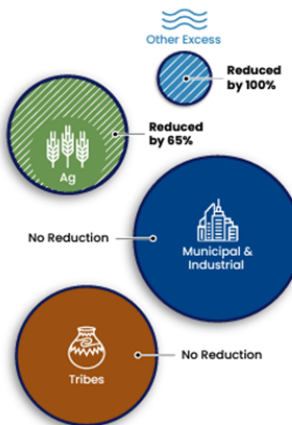 Other Excess
Reduced
by 100%
Reduced
by 65%
Ag
No Reduction
Municipal &
Industrial
No Reduction
Tribes